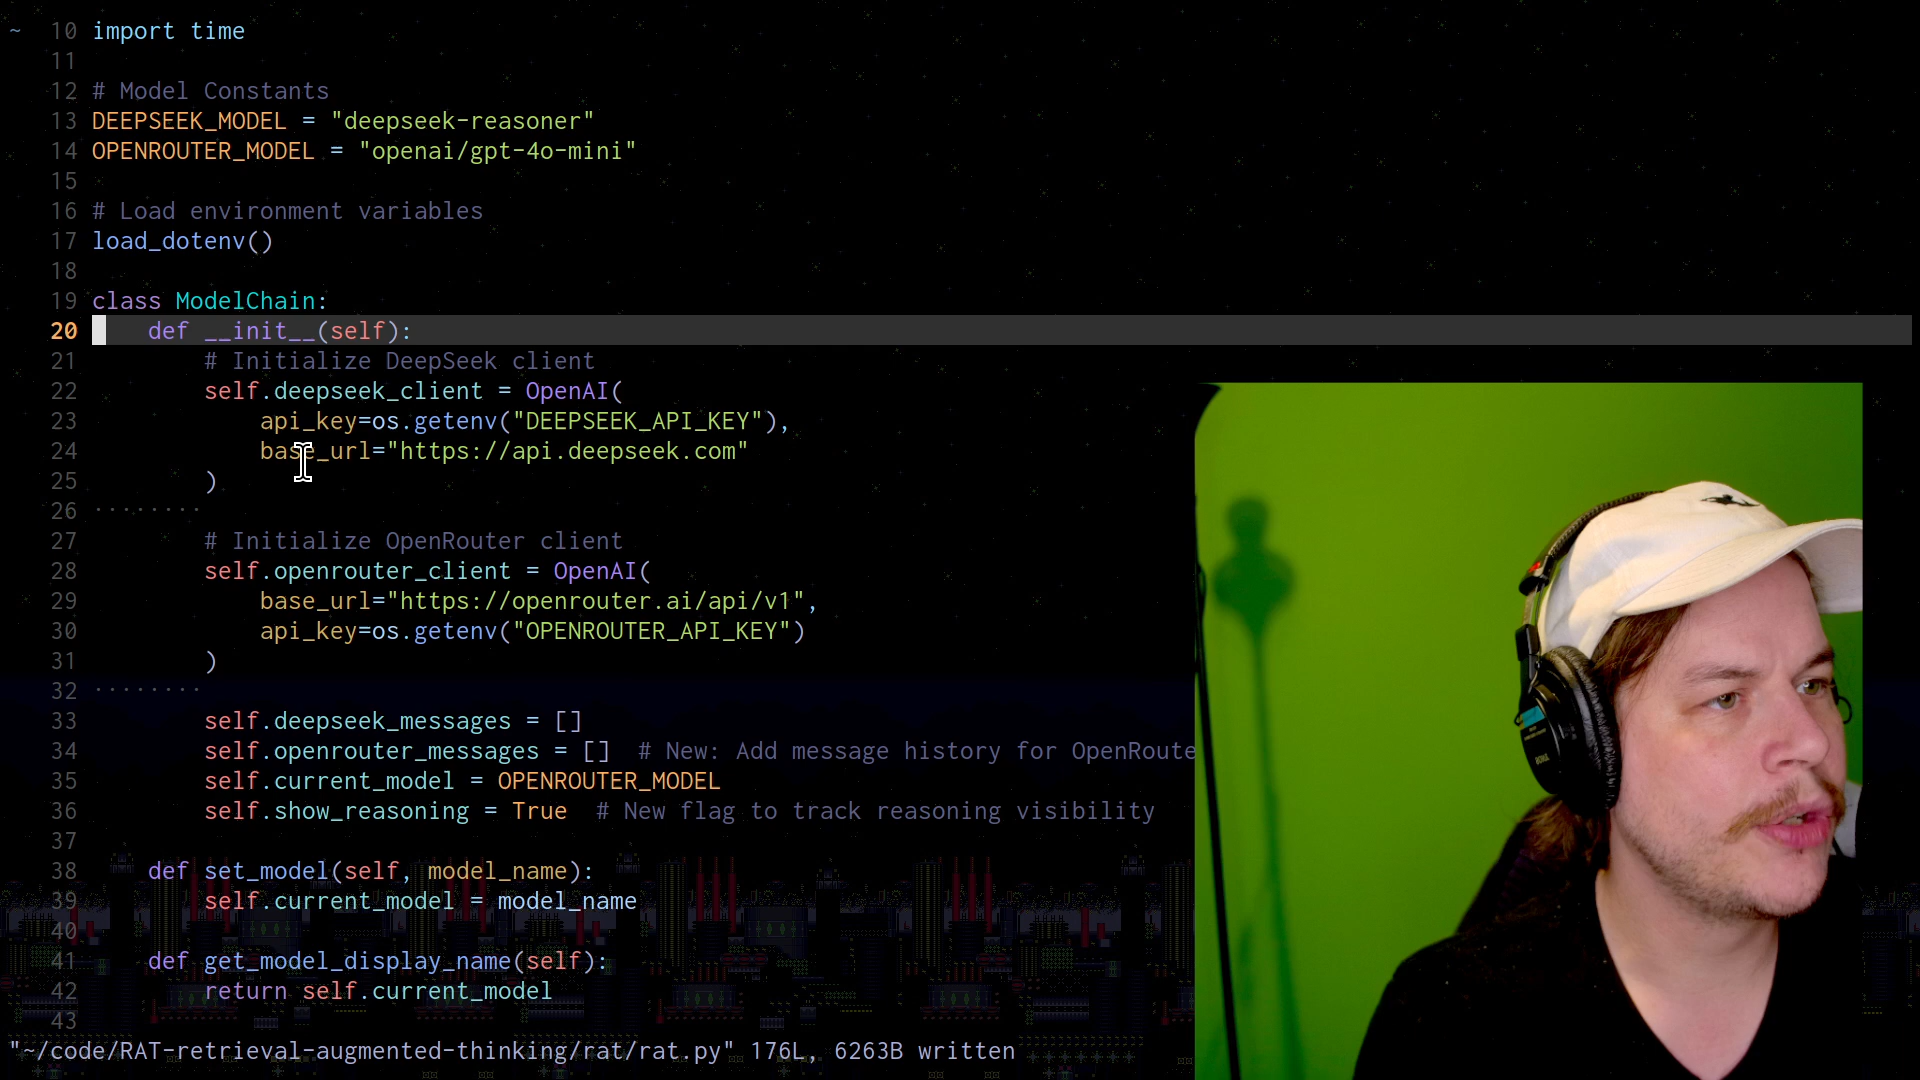 ~ 10 import time
11
12 # Model Constants
13 DEEPSEEK_MODEL = "deepseek-reasoner"
14 OPENROUTER_MODEL = "openai/gpt-4o-mini"
15
16 # Load environment variables
17 load_dotenv()
18
19 class ModelChain:
20     def __init__(self):
21         # Initialize DeepSeek client
22         self.deepseek_client = OpenAI(
23             api_key=os.getenv("DEEPSEEK_API_KEY"),
24             base_url="https://api.deepseek.com"
25         )
26 ········
27         # Initialize OpenRouter client
28         self.openrouter_client = OpenAI(
29             base_url="https://openrouter.ai/api/v1",
30             api_key=os.getenv("OPENROUTER_API_KEY")
31         )
32 ········
33         self.deepseek_messages = []
34         self.openrouter_messages = []  # New: Add message history for OpenRoute
35         self.current_model = OPENROUTER_MODEL
36         self.show_reasoning = True  # New flag to track reasoning visibility
37
38     def set_model(self, model_name):
39         self.current_model = model_name
40
41     def get_model_display_name(self):
42         return self.current_model
43
"~/code/RAT-retrieval-augmented-thinking/rat/rat.py" 176L, 6263B written